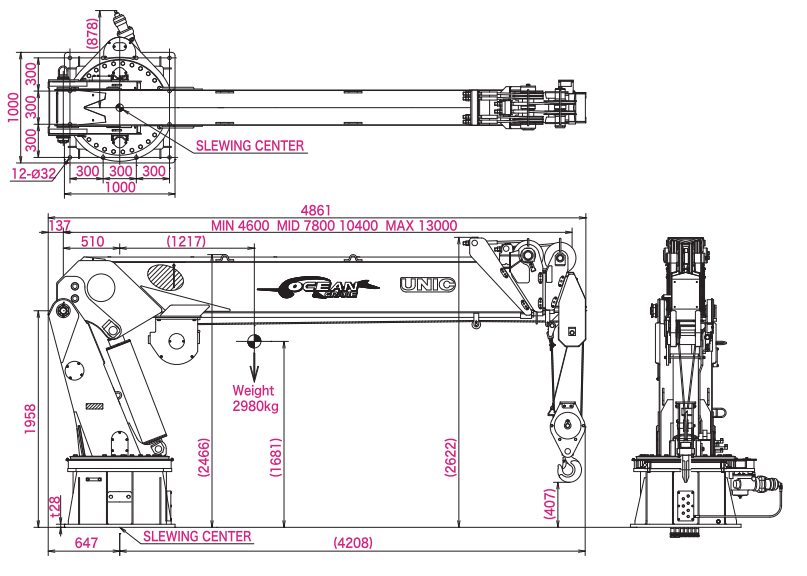 (878)
300
300
300
1000
12-ø32
300 300 300
1000
SLEWING CENTER
4861
137
MIN 4600 MID 7800 10400 MAX 13000
510
(1217)
OCEAN
UNIC
Weight
2980kg
1958
(2466)
(1681)
(2622)
(407)
t28
SLEWING CENTER
647
(4208)